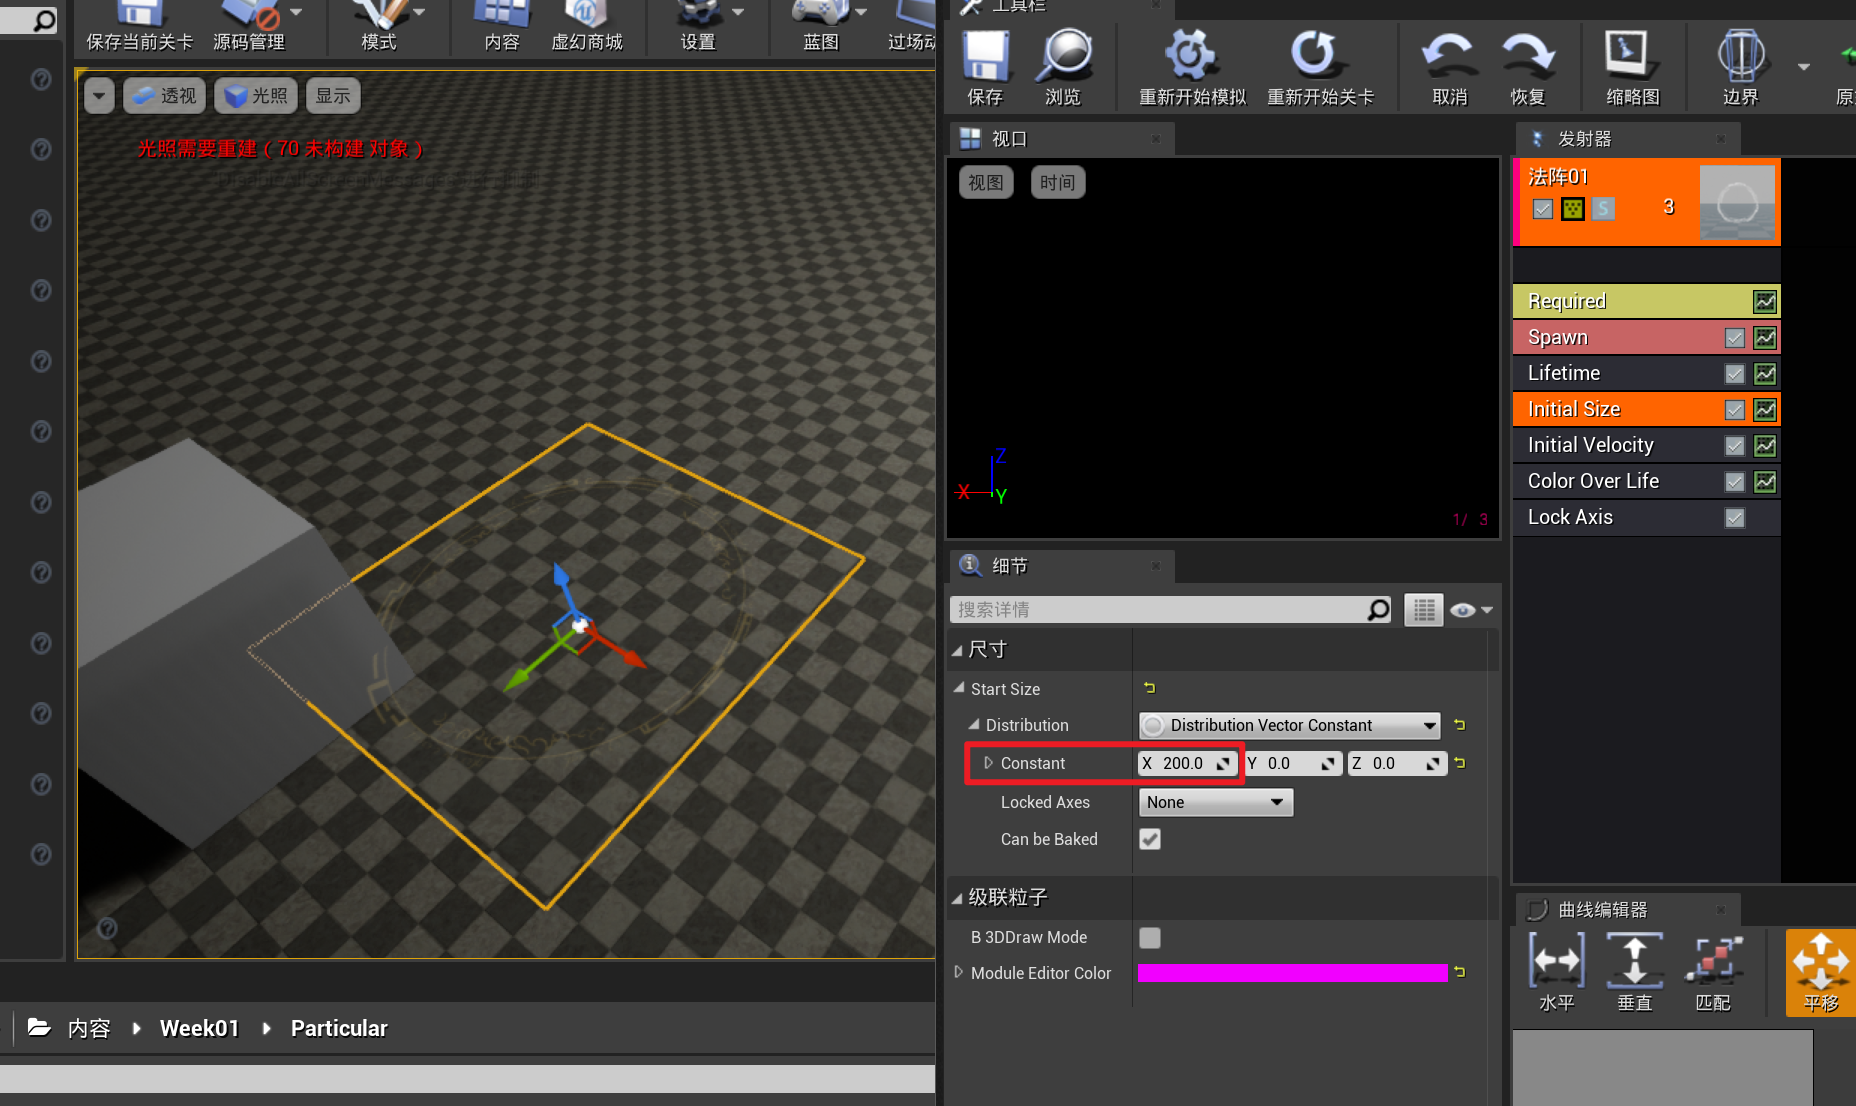 保存当前关卡 源码管理 模式 内容 虚幻商城 设置 蓝图 过场动
透视 光照 显示
光照需要重建 ( 70 未构建 对象 )
内容 Week01 Particular
工具栏
保存 浏览 重新开始模拟 重新开始关卡 取消 恢复 缩略图 边界
视口
视图 时间
Z
X
Y
1/ 3
细节
搜索详情
尺寸
Start Size
Distribution Distribution Vector Constant
Constant X 200.0 Y 0.0 Z 0.0
Locked Axes None
Can be Baked
级联粒子
B 3DDraw Mode
Module Editor Color
发射器
法阵01
S 3
Required
Spawn
Lifetime
Initial Size
Initial Velocity
Color Over Life
Lock Axis
曲线编辑器
水平 垂直 匹配 平移